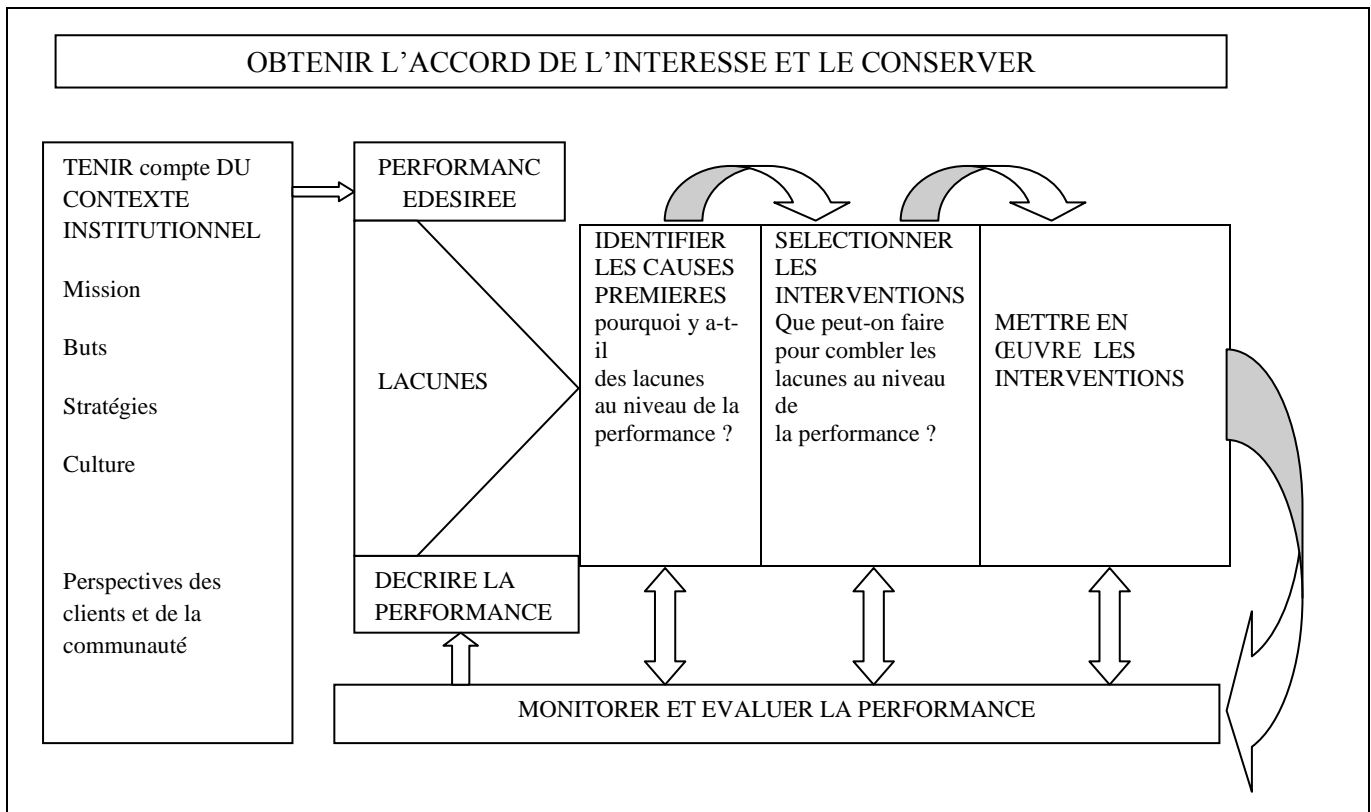 OBTENIR L’ACCORD DE L’INTERESSE ET LE CONSERVER
TENIR compte DU
CONTEXTE
INSTITUTIONNEL
Mission
Buts
Stratégies
Culture
Perspectives des
clients et de la
communauté
PERFORMANC
EDESIREE
LACUNES
DECRIRE LA
PERFORMANCE
IDENTIFIER
LES CAUSES
PREMIERES
pourquoi y a-t-
il
des lacunes
au niveau de la
performance ?
SELECTIONNER
LES
INTERVENTIONS
Que peut-on faire
pour combler les
lacunes au niveau
de
la performance ?
METTRE EN
ŒUVRE LES
INTERVENTIONS
MONITORER ET EVALUER LA PERFORMANCE